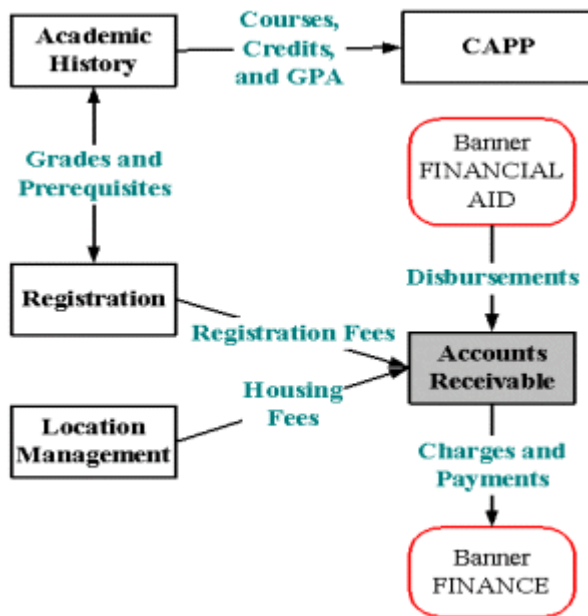 Academic
History
Courses,
Credits,
and GPA
CAPP
Grades and
Prerequisites
Banner
FINANCIAL
AID
Disbursements
Registration
Registration Fees
Accounts
Receivable
Housing
Fees
Location
Management
Charges and
Payments
Banner
FINANCE